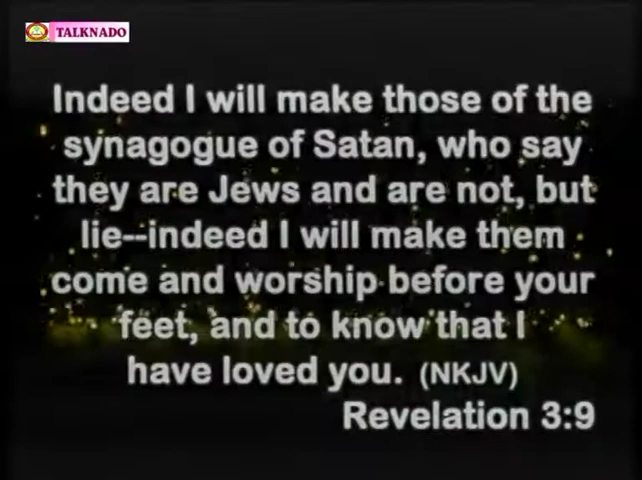 TALKNADO
Indeed I will make those of the
synagogue of Satan, who say
they are Jews and are not, but
lie--indeed I will make them
come and worship before your
feet, and to know that I
have loved you. (NKJV)
Revelation 3:9